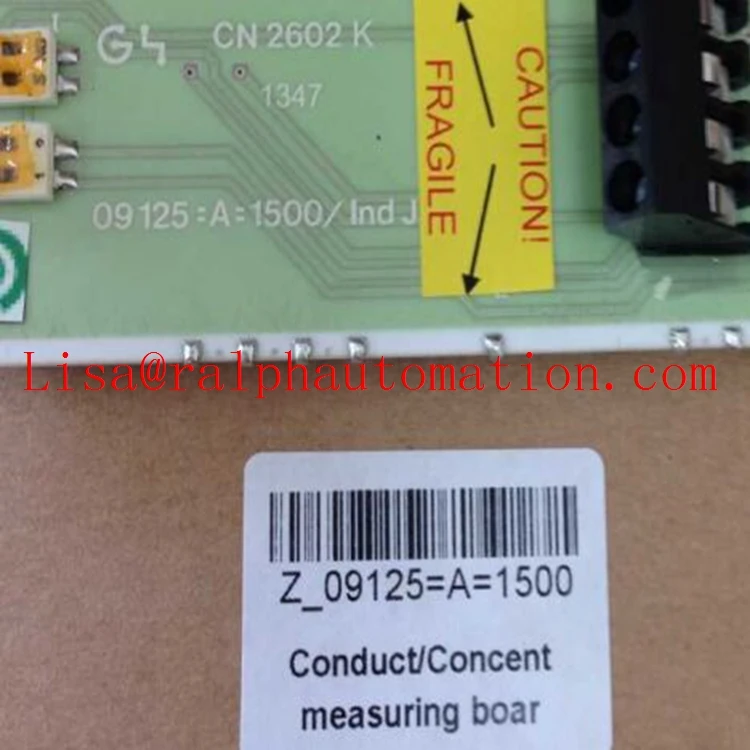 CN 2602 K
1347
09125=A=1500/ Ind J
CAUTION!
FRAGILE
Lisa@ralphautomation.com
Z_09125=A=1500
Conduct/Concent
measuring boar